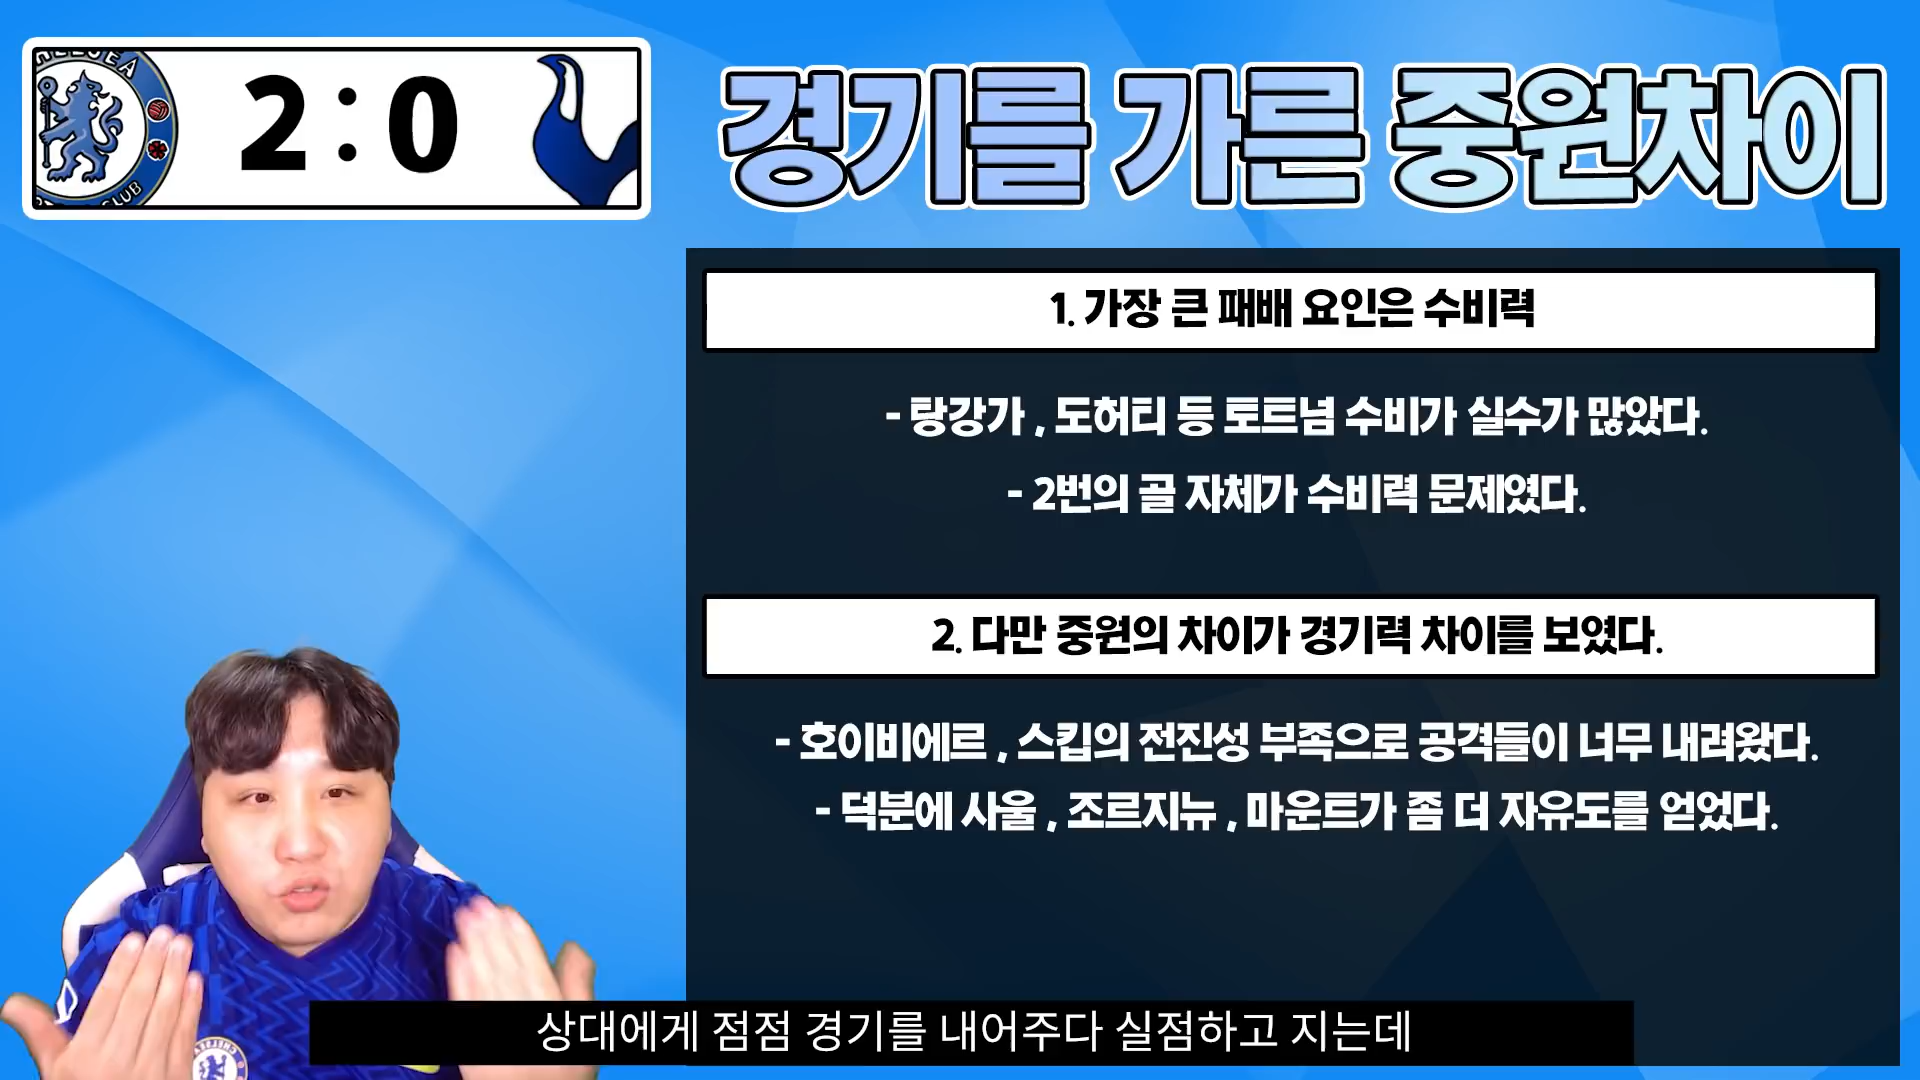 CHELSEA
CLUB
2:0
경기를 가른 중원차이
1. 가장 큰 패배 요인은 수비력
- 탕강가 , 도허티 등 토트넘 수비가 실수가 많았다.
- 2번의 골 자체가 수비력 문제였다.
2. 다만 중원의 차이가 경기력 차이를 보였다.
- 호이비에르 , 스킵의 전진성 부족으로 공격들이 너무 내려왔다.
- 덕분에 사울 , 조르지뉴 , 마운트가 좀 더 자유도를 얻었다.
상대에게 점점 경기를 내어주다 실점하고 지는데